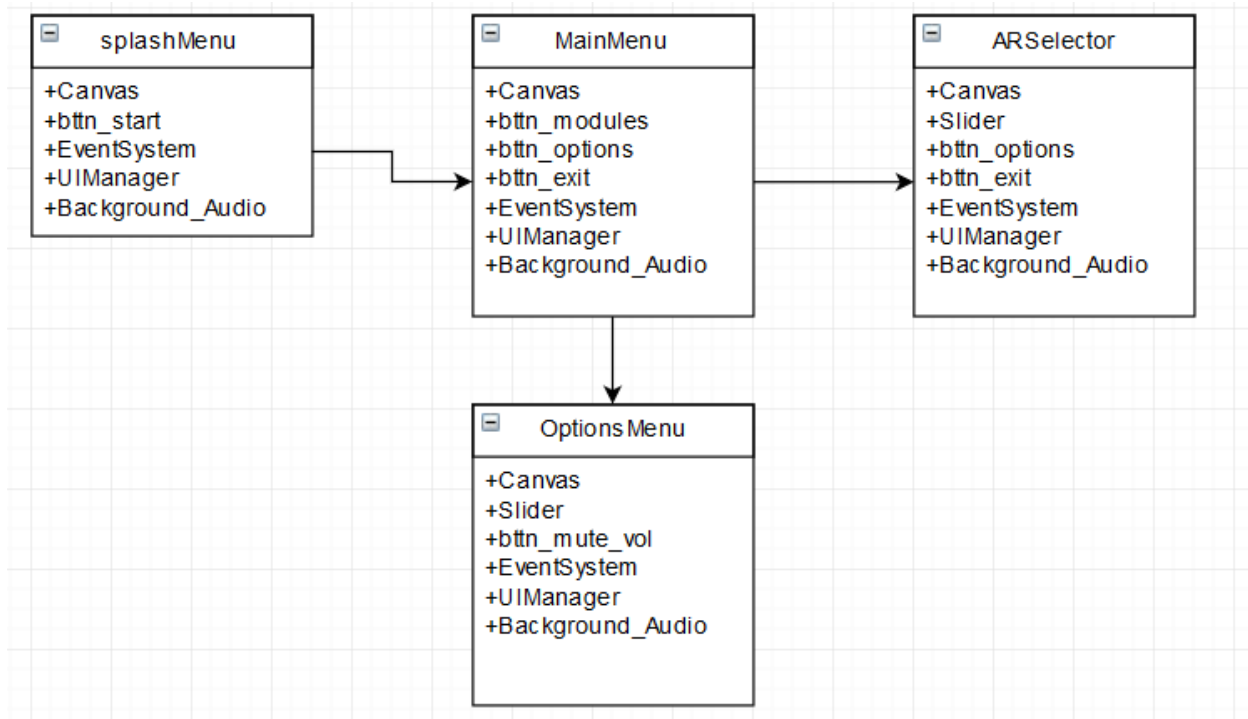 splashMenu
+Canvas
+bttn_start
+EventSystem
+UIManager
+Background_Audio
MainMenu
+Canvas
+bttn_modules
+bttn_options
+bttn_exit
+EventSystem
+UIManager
+Background_Audio
ARSelector
+Canvas
+Slider
+bttn_options
+bttn_exit
+EventSystem
+UIManager
+Background_Audio
OptionsMenu
+Canvas
+Slider
+bttn_mute_vol
+EventSystem
+UIManager
+Background_Audio